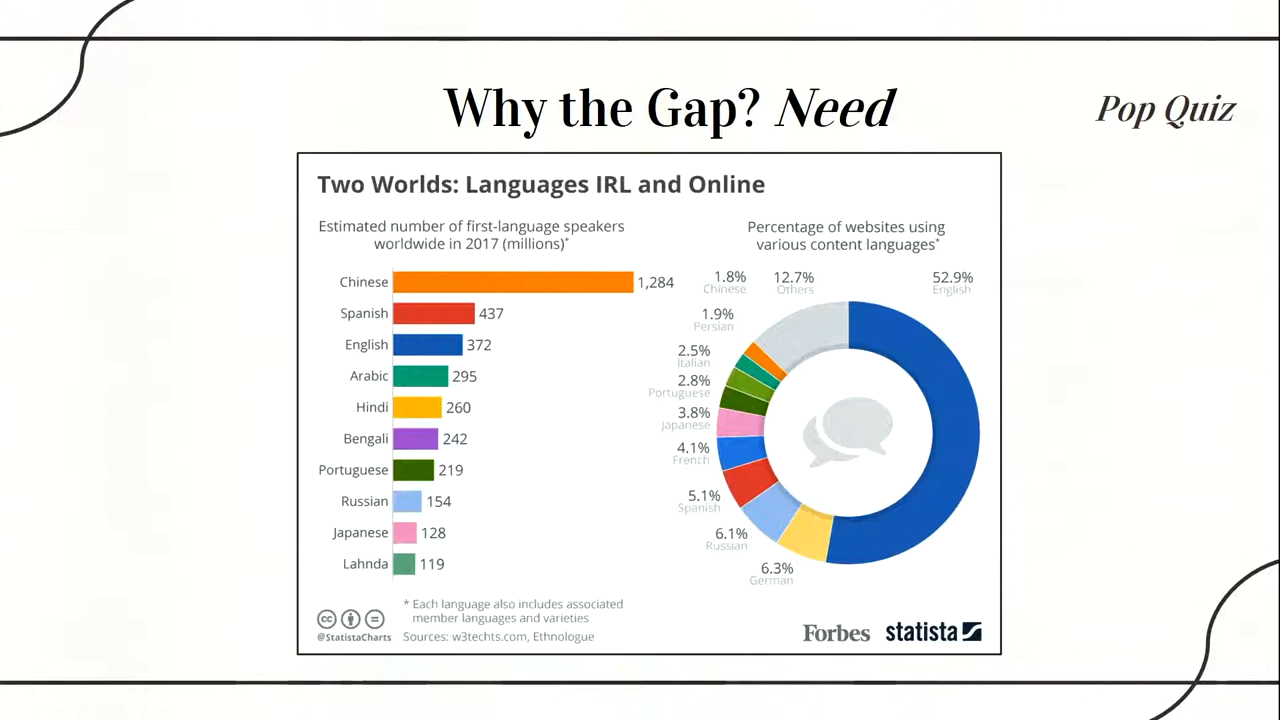 Why the Gap? Need
Pop Quiz
Two Worlds: Languages IRL and Online
Estimated number of first-language speakers
worldwide in 2017 (millions)*
Chinese 1,284
Spanish 437
English 372
Arabic 295
Hindi 260
Bengali 242
Portuguese 219
Russian 154
Japanese 128
Lahnda 119
Percentage of websites using
various content languages*
52.9%
English
12.7%
Others
1.8%
Chinese
1.9%
Persian
2.5%
Italian
2.8%
Portuguese
3.8%
Japanese
4.1%
French
5.1%
Spanish
6.1%
Russian
6.3%
German
* Each language also includes associated
member languages and varieties
cc
@StatistaCharts
Sources: w3techts.com, Ethnologue
Forbes
statista